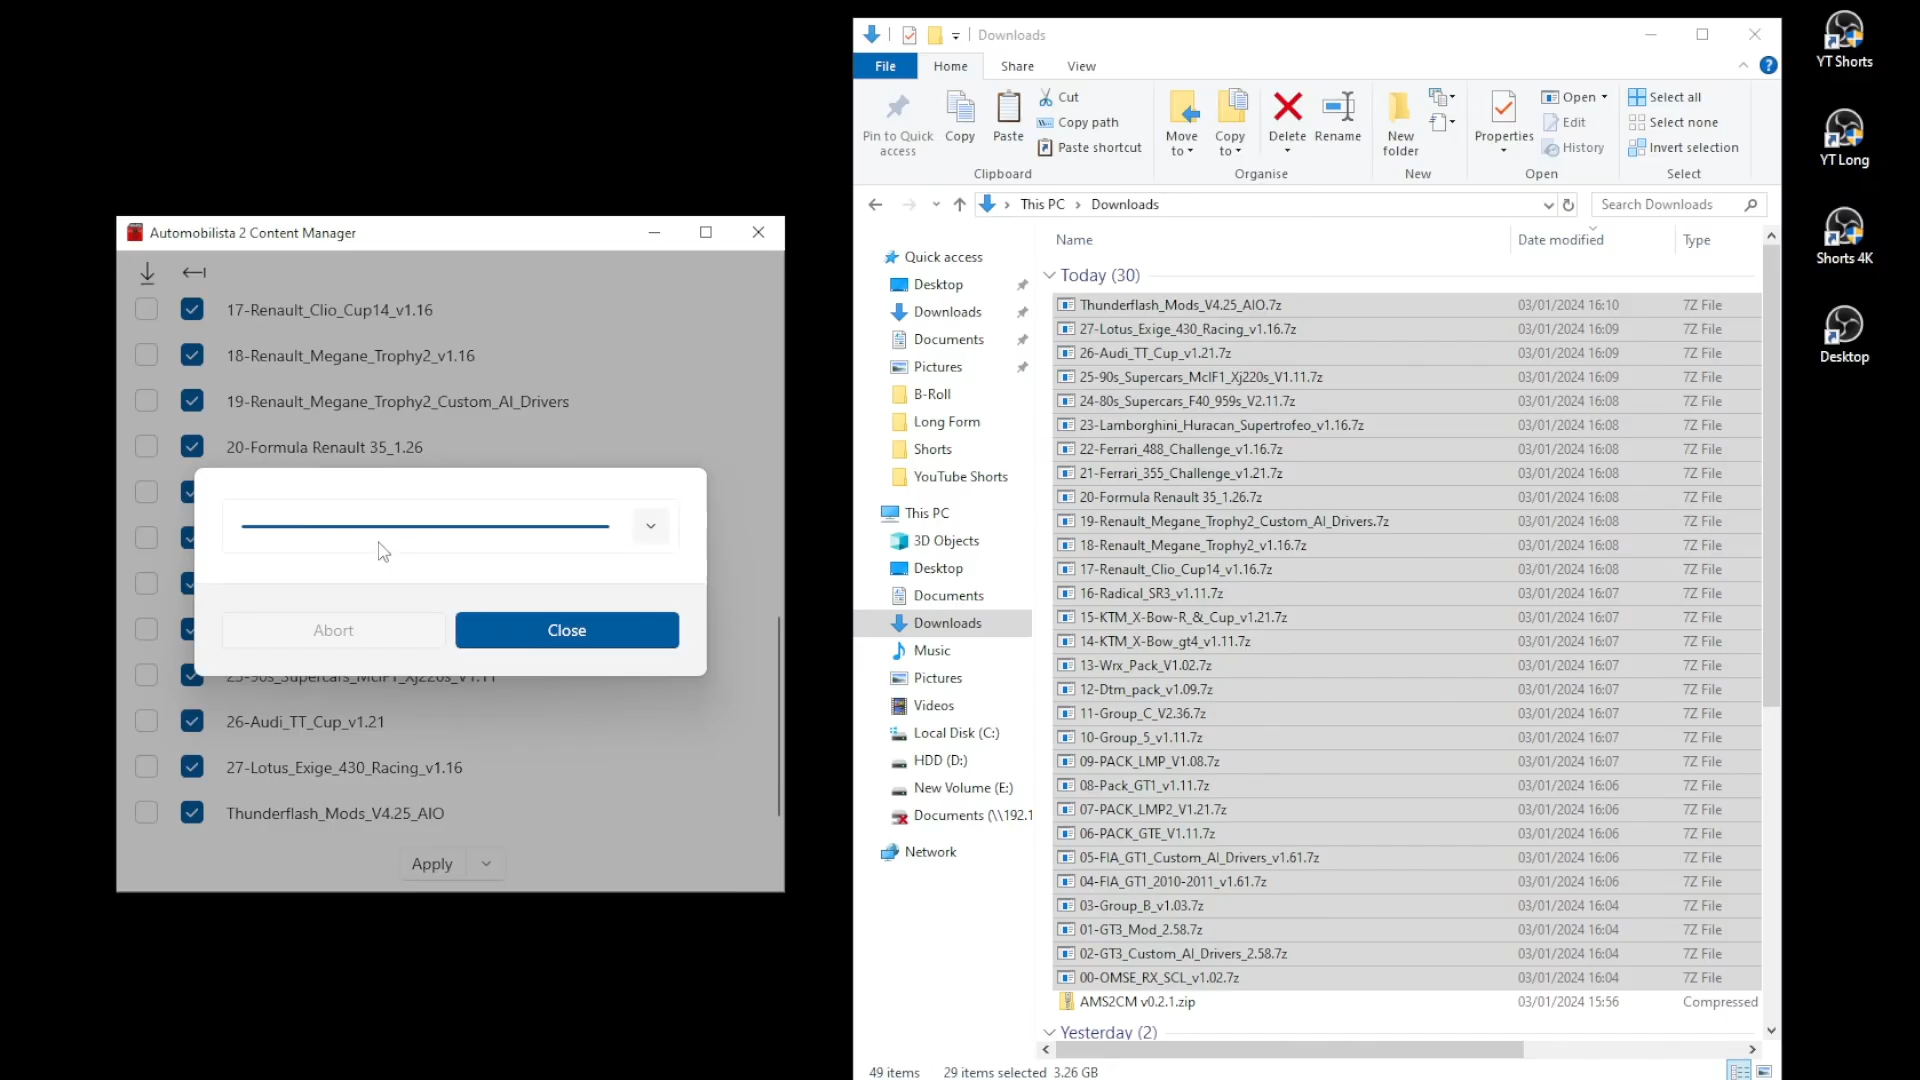 Automobilista 2 Content Manager
17-Renault_Clio_Cup14_v1.16
18-Renault_Megane_Trophy2_v1.16
19-Renault_Megane_Trophy2_Custom_AI_Drivers
20-Formula Renault 35_1.26
Abort
Close
25-90s_Supercars_McIF1_Xj220s_V1.11
26-Audi_TT_Cup_v1.21
27-Lotus_Exige_430_Racing_v1.16
Thunderflash_Mods_V4.25_AIO
Apply
Downloads
File
Home
Share
View
Pin to Quick access
Copy
Paste
Cut
Copy path
Paste shortcut
Clipboard
Move to
Copy to
Delete
Rename
Organise
New folder
New
Properties
Open
Edit
History
Open
Select all
Select none
Invert selection
Select
This PC
Downloads
Search Downloads
Quick access
Desktop
Downloads
Documents
Pictures
B-Roll
Long Form
Shorts
YouTube Shorts
This PC
3D Objects
Desktop
Documents
Downloads
Music
Pictures
Videos
Local Disk (C:)
HDD (D:)
New Volume (E:)
Documents (\\192.1
Network
Name
Date modified
Type
Today (30)
Thunderflash_Mods_V4.25_AIO.7z 03/01/2024 16:10 7Z File
27-Lotus_Exige_430_Racing_v1.16.7z 03/01/2024 16:09 7Z File
26-Audi_TT_Cup_v1.21.7z 03/01/2024 16:09 7Z File
25-90s_Supercars_McIF1_Xj220s_V1.11.7z 03/01/2024 16:09 7Z File
24-80s_Supercars_F40_959s_V2.11.7z 03/01/2024 16:08 7Z File
23-Lamborghini_Huracan_Supertrofeo_v1.16.7z 03/01/2024 16:08 7Z File
22-Ferrari_488_Challenge_v1.16.7z 03/01/2024 16:08 7Z File
21-Ferrari_355_Challenge_v1.21.7z 03/01/2024 16:08 7Z File
20-Formula Renault 35_1.26.7z 03/01/2024 16:08 7Z File
19-Renault_Megane_Trophy2_Custom_AI_Drivers.7z 03/01/2024 16:08 7Z File
18-Renault_Megane_Trophy2_v1.16.7z 03/01/2024 16:08 7Z File
17-Renault_Clio_Cup14_v1.16.7z 03/01/2024 16:08 7Z File
16-Radical_SR3_v1.11.7z 03/01/2024 16:07 7Z File
15-KTM_X-Bow-R_&_Cup_v1.21.7z 03/01/2024 16:07 7Z File
14-KTM_X-Bow_gt4_v1.11.7z 03/01/2024 16:07 7Z File
13-Wrx_Pack_V1.02.7z 03/01/2024 16:07 7Z File
12-Dtm_pack_v1.09.7z 03/01/2024 16:07 7Z File
11-Group_C_V2.36.7z 03/01/2024 16:07 7Z File
10-Group_5_v1.11.7z 03/01/2024 16:07 7Z File
09-PACK_LMP_V1.08.7z 03/01/2024 16:07 7Z File
08-Pack_GT1_v1.11.7z 03/01/2024 16:06 7Z File
07-PACK_LMP2_V1.21.7z 03/01/2024 16:06 7Z File
06-PACK_GTE_V1.11.7z 03/01/2024 16:06 7Z File
05-FIA_GT1_Custom_AI_Drivers_v1.61.7z 03/01/2024 16:06 7Z File
04-FIA_GT1_2010-2011_v1.61.7z 03/01/2024 16:06 7Z File
03-Group_B_v1.03.7z 03/01/2024 16:04 7Z File
01-GT3_Mod_2.58.7z 03/01/2024 16:04 7Z File
02-GT3_Custom_AI_Drivers_2.58.7z 03/01/2024 16:04 7Z File
00-OMSE_RX_SCL_v1.02.7z 03/01/2024 16:04 7Z File
AMS2CM v0.2.1.zip 03/01/2024 15:56 Compressed
Yesterday (2)
49 items
29 items selected 3.26 GB
YT Shorts
YT Long
Shorts 4K
Desktop